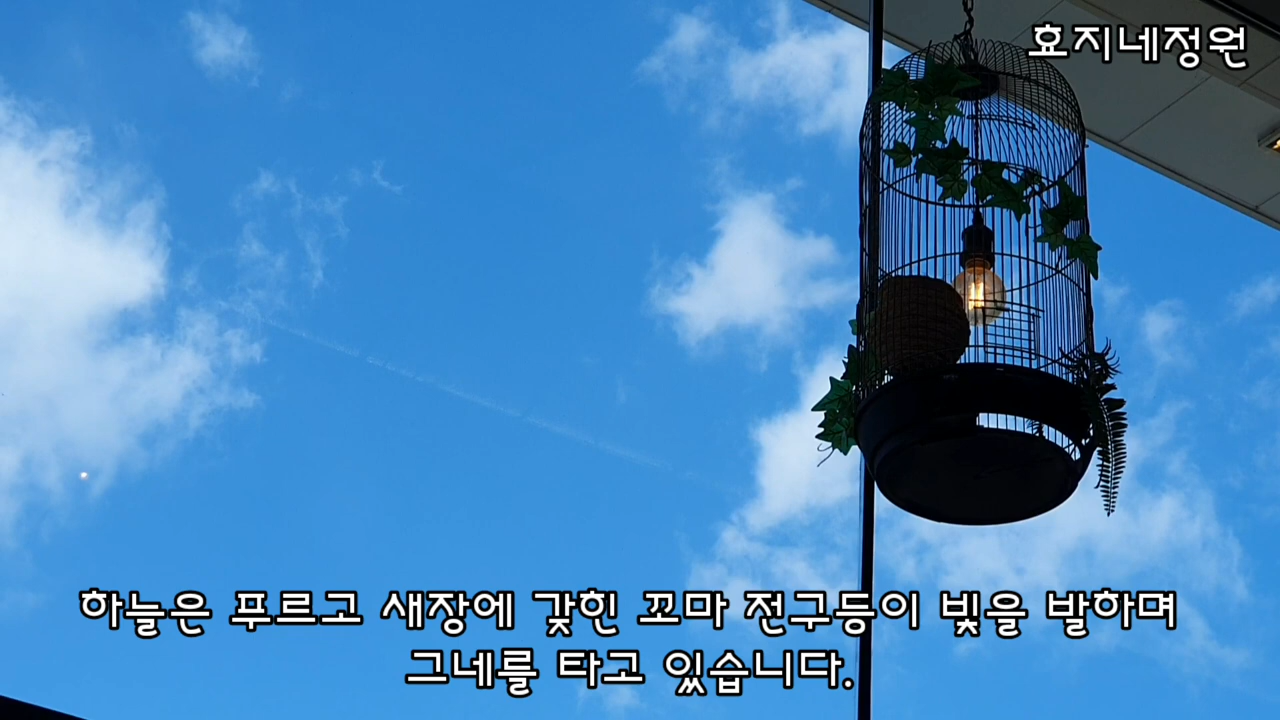 효지네정원
하늘은 푸르고 새장에 갖힌 꼬마 전구등이 빛을 발하며
그네를 타고 있습니다.